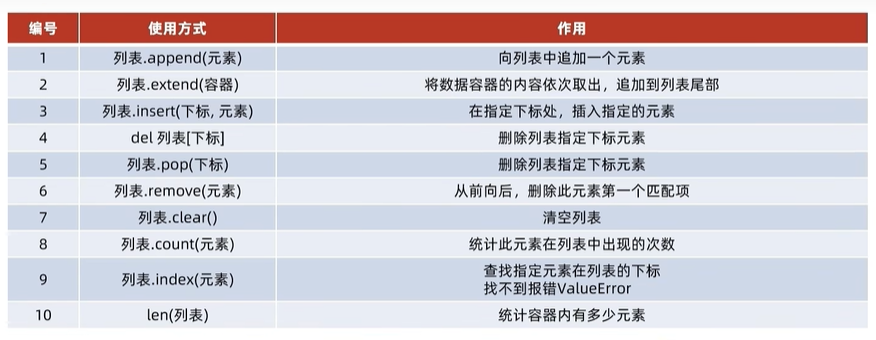 编号 使用方式 作用
1 列表.append(元素) 向列表中追加一个元素
2 列表.extend(容器) 将数据容器的内容依次取出，追加到列表尾部
3 列表.insert(下标, 元素) 在指定下标处，插入指定的元素
4 del 列表[下标] 删除列表指定下标元素
5 列表.pop(下标) 删除列表指定下标元素
6 列表.remove(元素) 从前向后，删除此元素第一个匹配项
7 列表.clear() 清空列表
8 列表.count(元素) 统计此元素在列表中出现的次数
9 列表.index(元素) 查找指定元素在列表的下标
找不到报错ValueError
10 len(列表) 统计容器内有多少元素